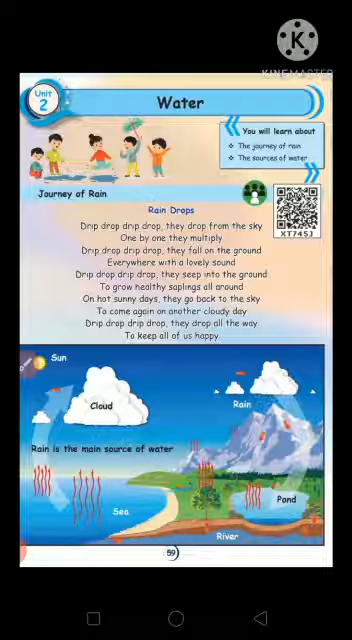 K
KINEMASTER
Unit
2
Water
You will learn about
❖ The journey of rain
❖ The sources of water
Journey of Rain
XT745J
Rain Drops
Drip drop drip drop, they drop from the sky
One by one they multiply
Drip drop drip drop, they fall on the ground
Everywhere with a lovely sound
Drip drop drip drop, they seep into the ground
To grow healthy saplings all around
On hot sunny days, they go back to the sky
To come again on another cloudy day
Drip drop drip drop, they drop all the way
To keep all of us happy
Sun
Cloud
Rain
Rain is the main source of water
Pond
Sea
River
59